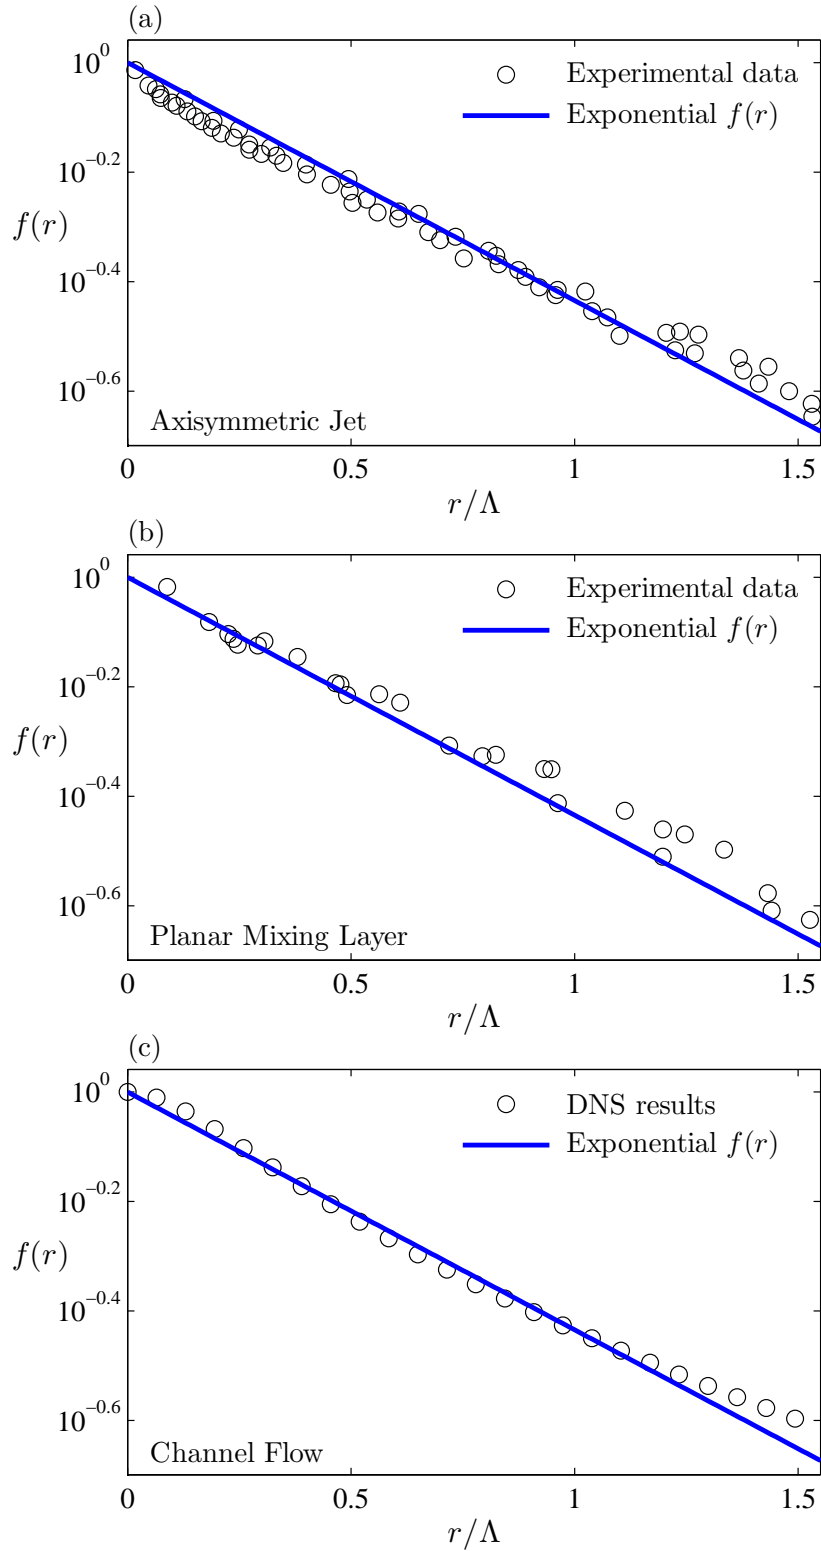 (a)
10^0
Experimental data
Exponential f(r)
10^−0.2
f(r)
10^−0.4
10^−0.6
Axisymmetric Jet
0 0.5 1 1.5
r/Λ
(b)
10^0
Experimental data
Exponential f(r)
10^−0.2
f(r)
10^−0.4
10^−0.6
Planar Mixing Layer
0 0.5 1 1.5
r/Λ
(c)
10^0
DNS results
Exponential f(r)
10^−0.2
f(r)
10^−0.4
10^−0.6
Channel Flow
0 0.5 1 1.5
r/Λ